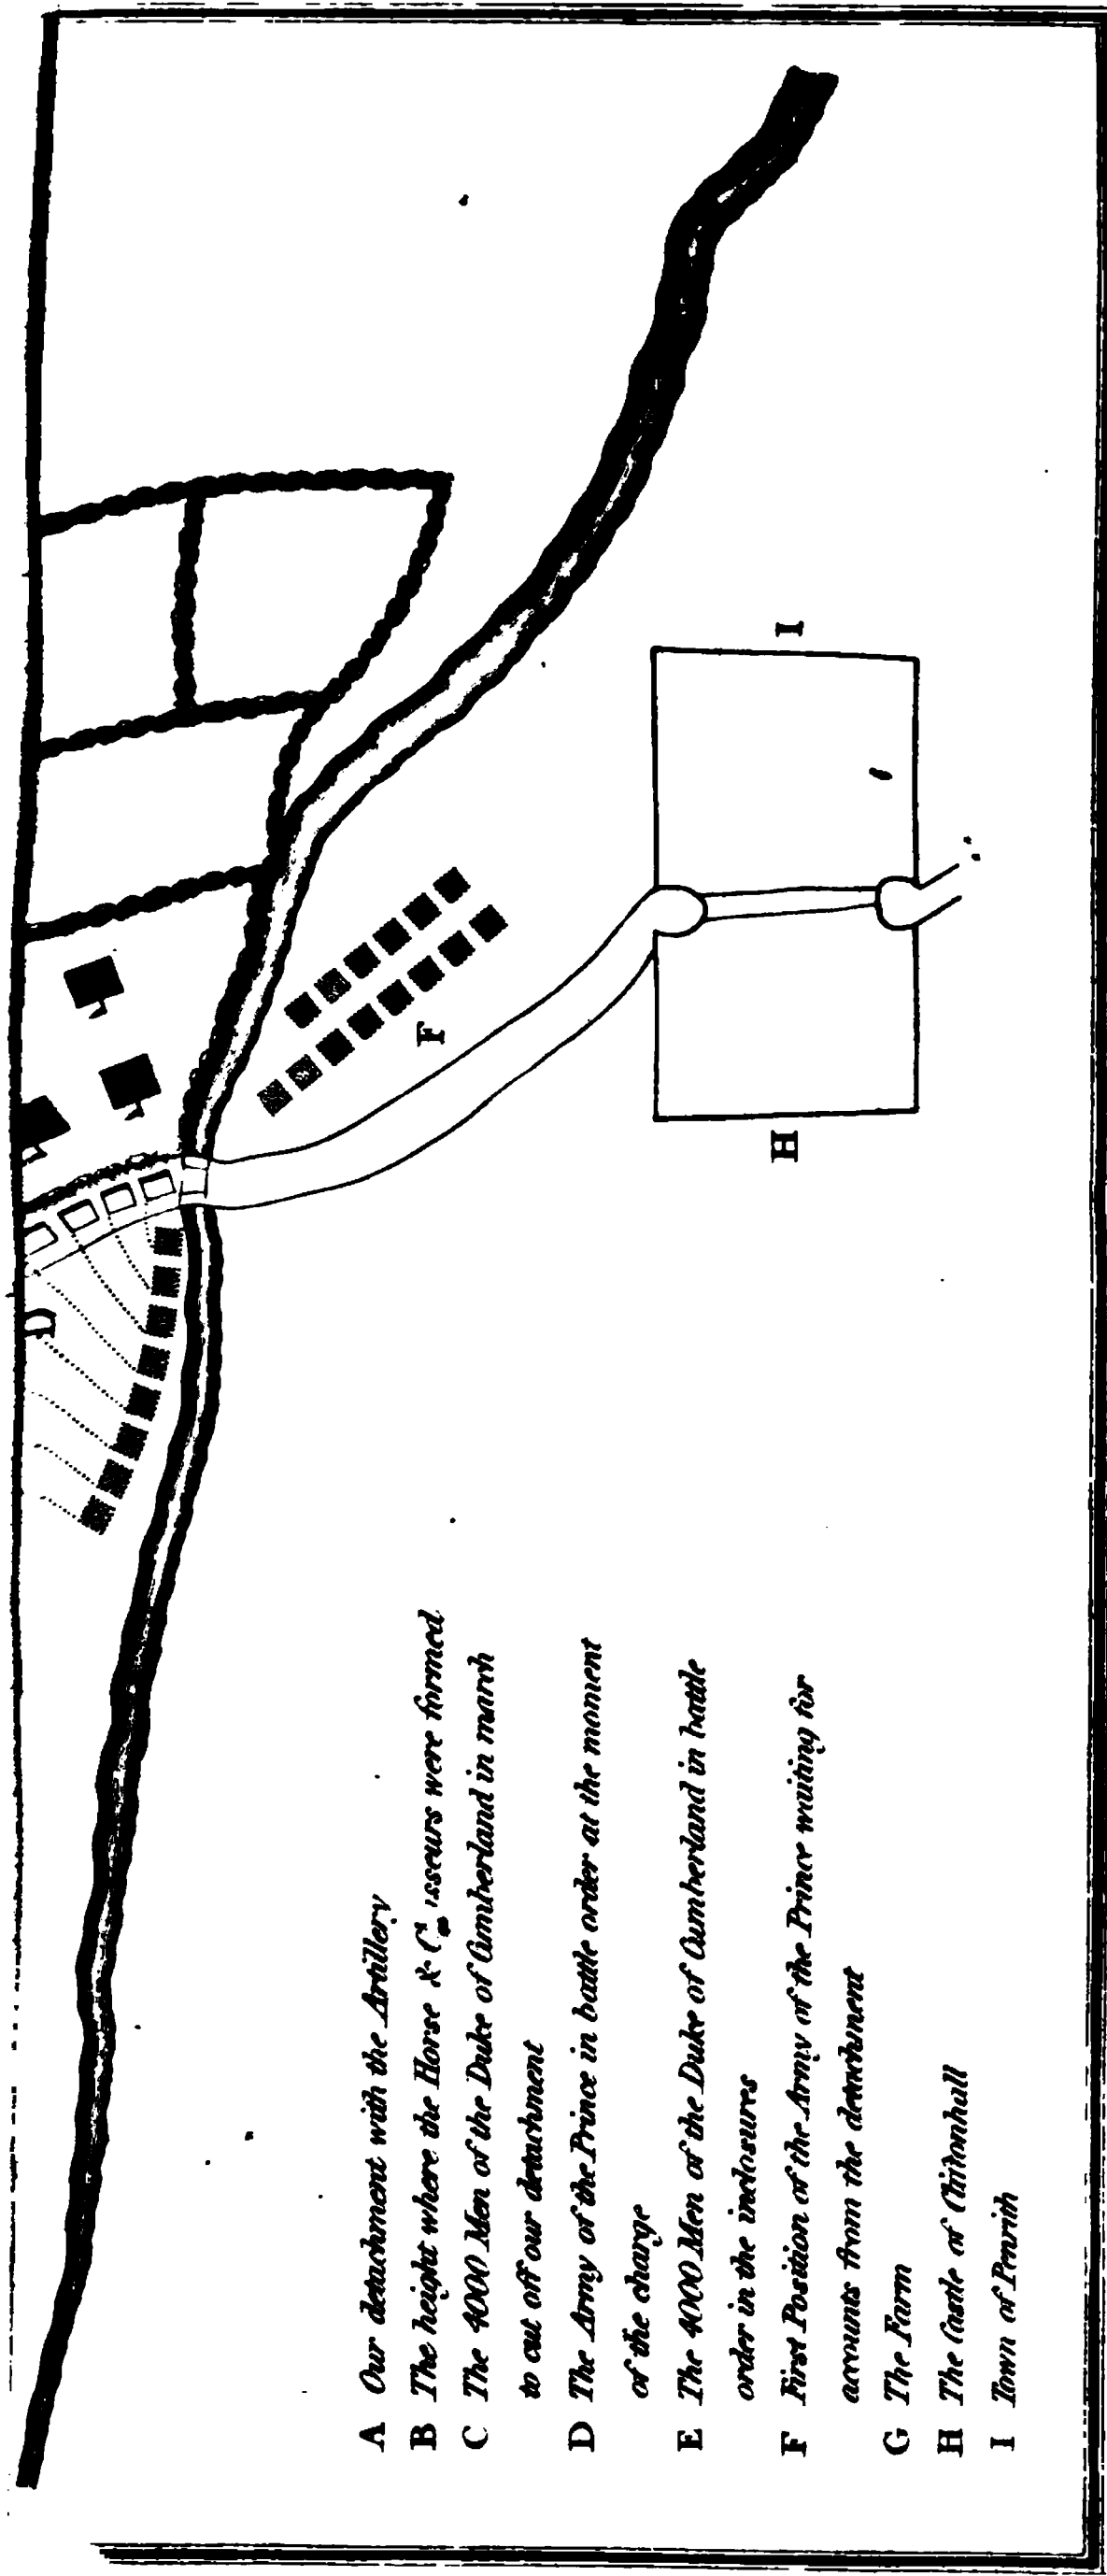 D
F
H
I
A Our detachment with the Artillery
B The height where the Horse & C isseurs were formed
C The 4000 Men of the Duke of Cumberland in march
to cut off our detachment
D The Army of the Prince in battle order at the moment
of the charge
E The 4000 Men of the Duke of Cumberland in battle
order in the inclosures
F First Position of the Army of the Prince waiting for
accounts from the detachment
G The Farm
H The Castle of Cliftonhall
I Town of Penrith